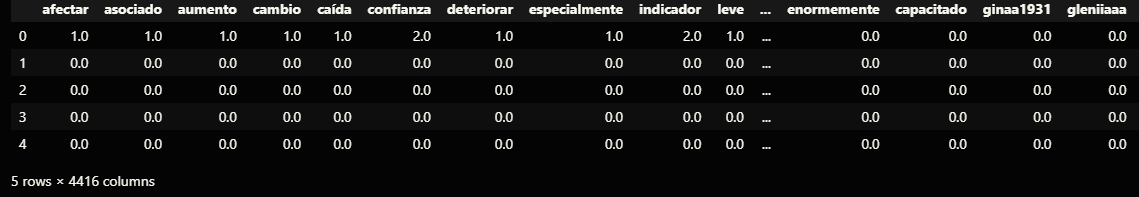 afectar asociado aumento cambio caída confianza deteriorar especialmente indicador leve ... enormemente capacitado ginaa1931 gleniiaaa
0 1.0 1.0 1.0 1.0 1.0 2.0 1.0 1.0 2.0 1.0 ... 0.0 0.0 0.0 0.0
1 0.0 0.0 0.0 0.0 0.0 0.0 0.0 0.0 0.0 0.0 ... 0.0 0.0 0.0 0.0
2 0.0 0.0 0.0 0.0 0.0 0.0 0.0 0.0 0.0 0.0 ... 0.0 0.0 0.0 0.0
3 0.0 0.0 0.0 0.0 0.0 0.0 0.0 0.0 0.0 0.0 ... 0.0 0.0 0.0 0.0
4 0.0 0.0 0.0 0.0 0.0 0.0 0.0 0.0 0.0 0.0 ... 0.0 0.0 0.0 0.0
5 rows × 4416 columns